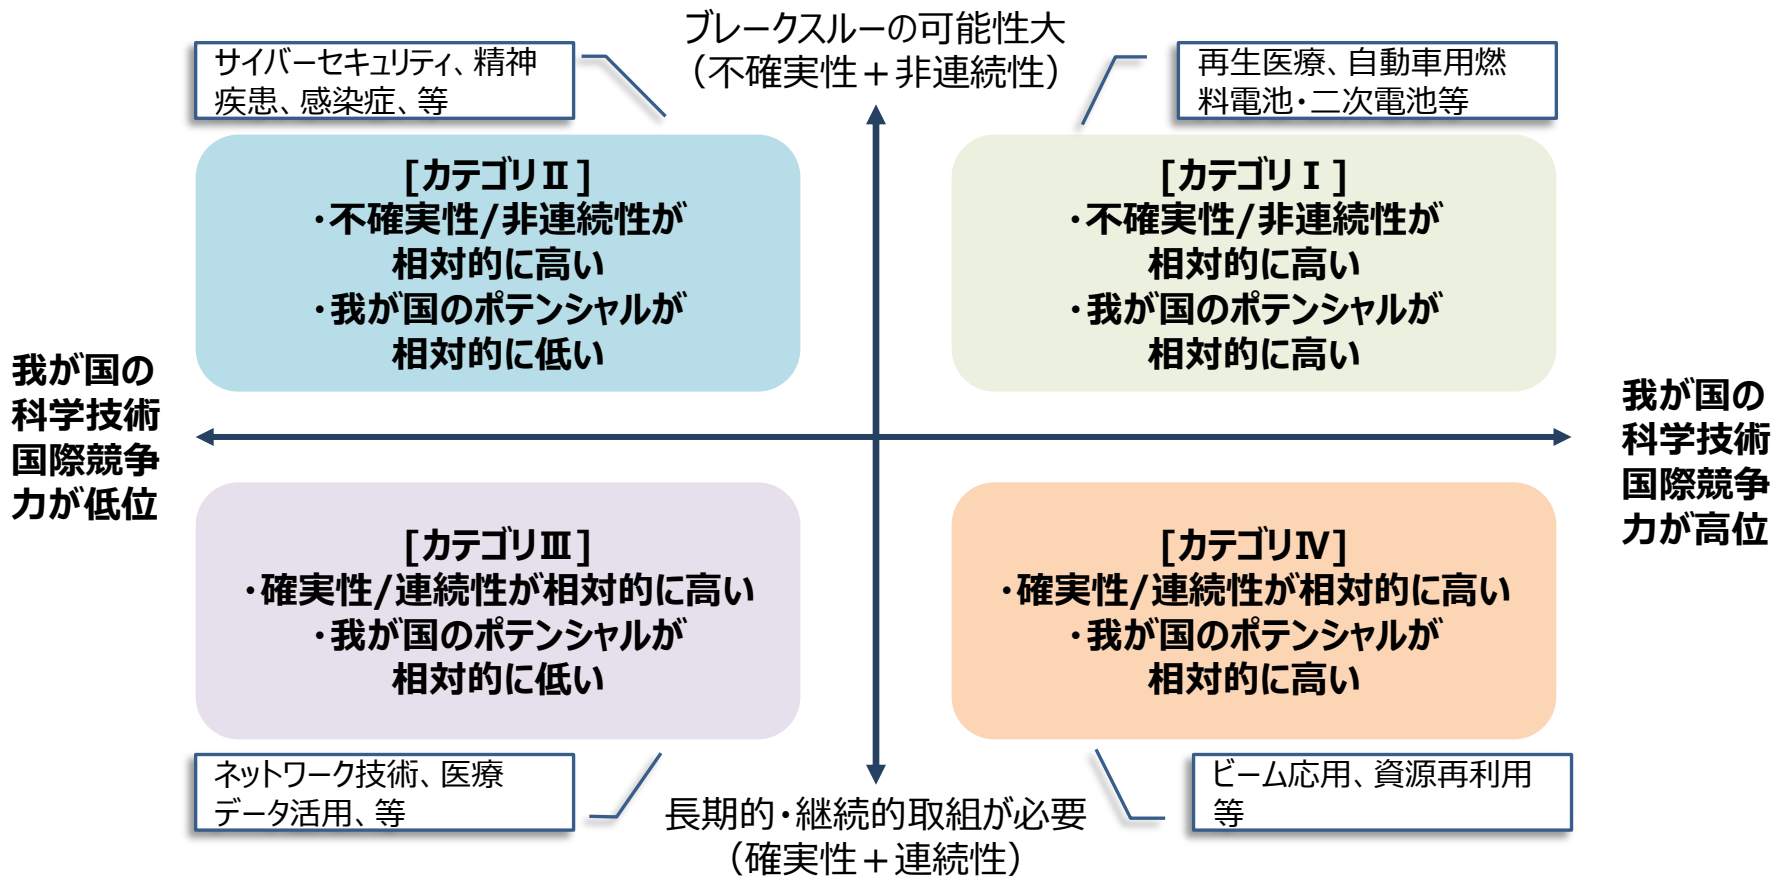 ブレークスルーの可能性大
（不確実性＋非連続性）
サイバーセキュリティ、精神
疾患、感染症、等
再生医療、自動車用燃
料電池・二次電池等
[カテゴリⅡ]
・不確実性/非連続性が
相対的に高い
・我が国のポテンシャルが
相対的に低い
[カテゴリⅠ]
・不確実性/非連続性が
相対的に高い
・我が国のポテンシャルが
相対的に高い
我が国の
科学技術
国際競争
力が低位
我が国の
科学技術
国際競争
力が高位
[カテゴリⅢ]
・確実性/連続性が相対的に高い
・我が国のポテンシャルが
相対的に低い
[カテゴリⅣ]
・確実性/連続性が相対的に高い
・我が国のポテンシャルが
相対的に高い
ネットワーク技術、医療
データ活用、等
ビーム応用、資源再利用
等
長期的・継続的取組が必要
（確実性＋連続性）